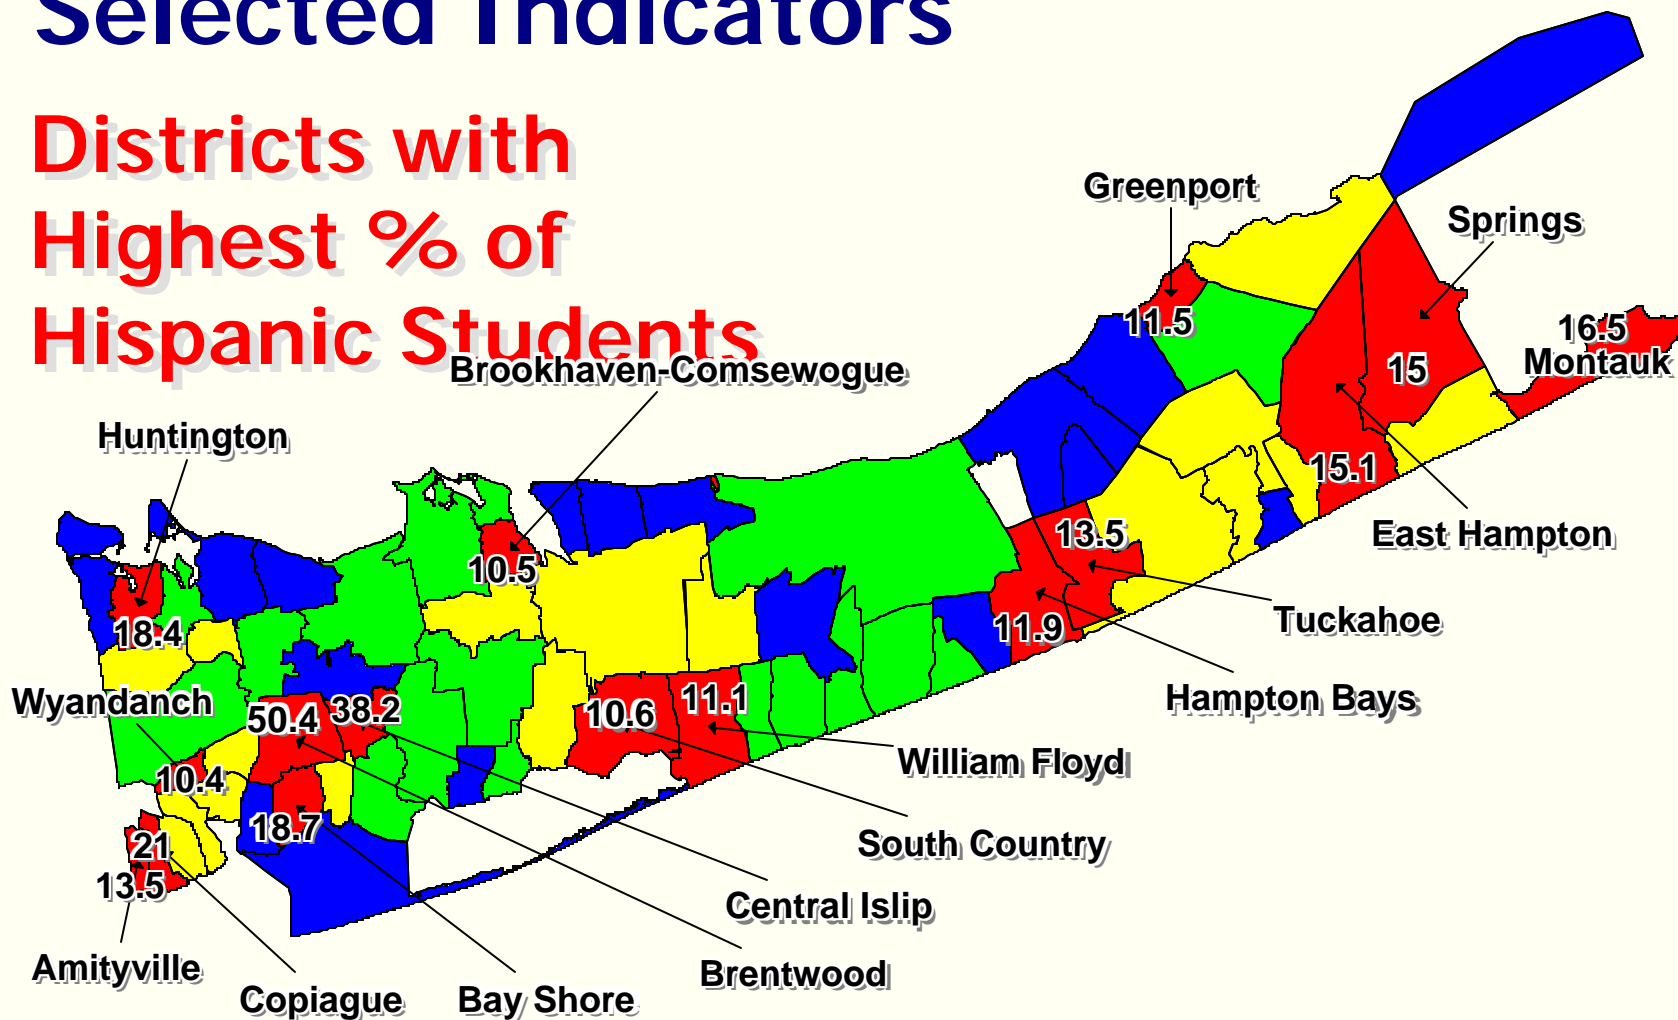 Selected Indicators
Districts with
Highest % of
Hispanic Students
Greenport
Springs
11.5
16.5
Montauk
Brookhaven-Comsewogue
15
Huntington
15.1
East Hampton
13.5
10.5
Tuckahoe
18.4
11.9
Wyandanch
Hampton Bays
50.4
38.2
10.6
11.1
William Floyd
10.4
18.7
South Country
21
13.5
Central Islip
Amityville
Brentwood
Copiague
Bay Shore